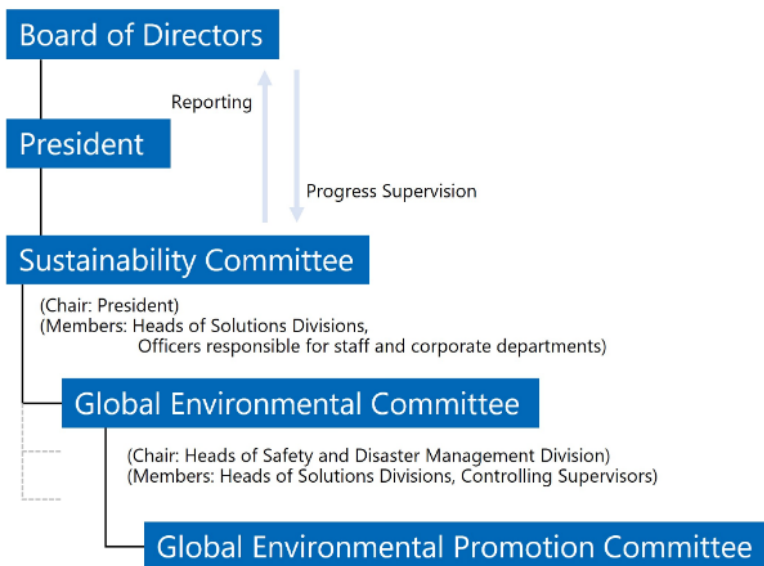 Board of Directors
Reporting
President
Progress Supervision
Sustainability Committee
(Chair: President)
(Members: Heads of Solutions Divisions,
Officers responsible for staff and corporate departments)
Global Environmental Committee
(Chair: Heads of Safety and Disaster Management Division)
(Members: Heads of Solutions Divisions, Controlling Supervisors)
Global Environmental Promotion Committee